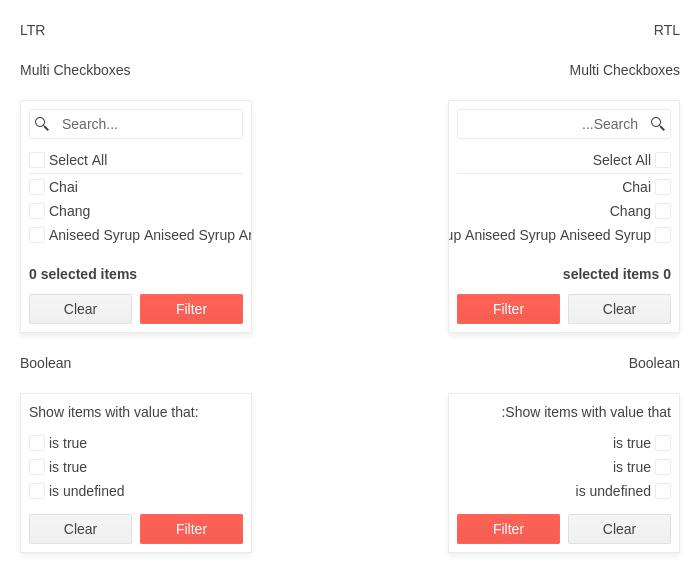 LTR
RTL
Multi Checkboxes
Multi Checkboxes
Search...
...Search
Select All
Select All
Chai
Chai
Chang
Chang
Aniseed Syrup Aniseed Syrup
Aniseed Syrup Aniseed Syrup
0 selected items
selected items 0
Clear
Filter
Filter
Clear
Boolean
Boolean
Show items with value that:
:Show items with value that
is true
is true
is true
is true
is undefined
is undefined
Clear
Filter
Filter
Clear